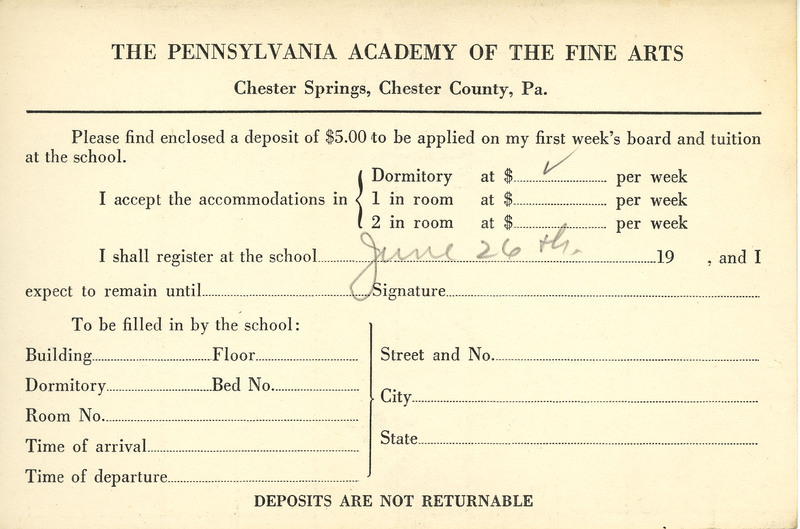 THE PENNSYLVANIA ACADEMY OF THE FINE ARTS
Chester Springs, Chester County, Pa.
Please find enclosed a deposit of $5.00 to be applied on my first week's board and tuition
at the school.
Dormitory at $ ✓ per week
I accept the accommodations in { 1 in room at $ per week
2 in room at $ per week
I shall register at the school June 26th. 19 , and I
expect to remain until Signature
To be filled in by the school:
Building Floor
Dormitory Bed No.
Room No.
Time of arrival
Time of departure
Street and No.
City
State
DEPOSITS ARE NOT RETURNABLE